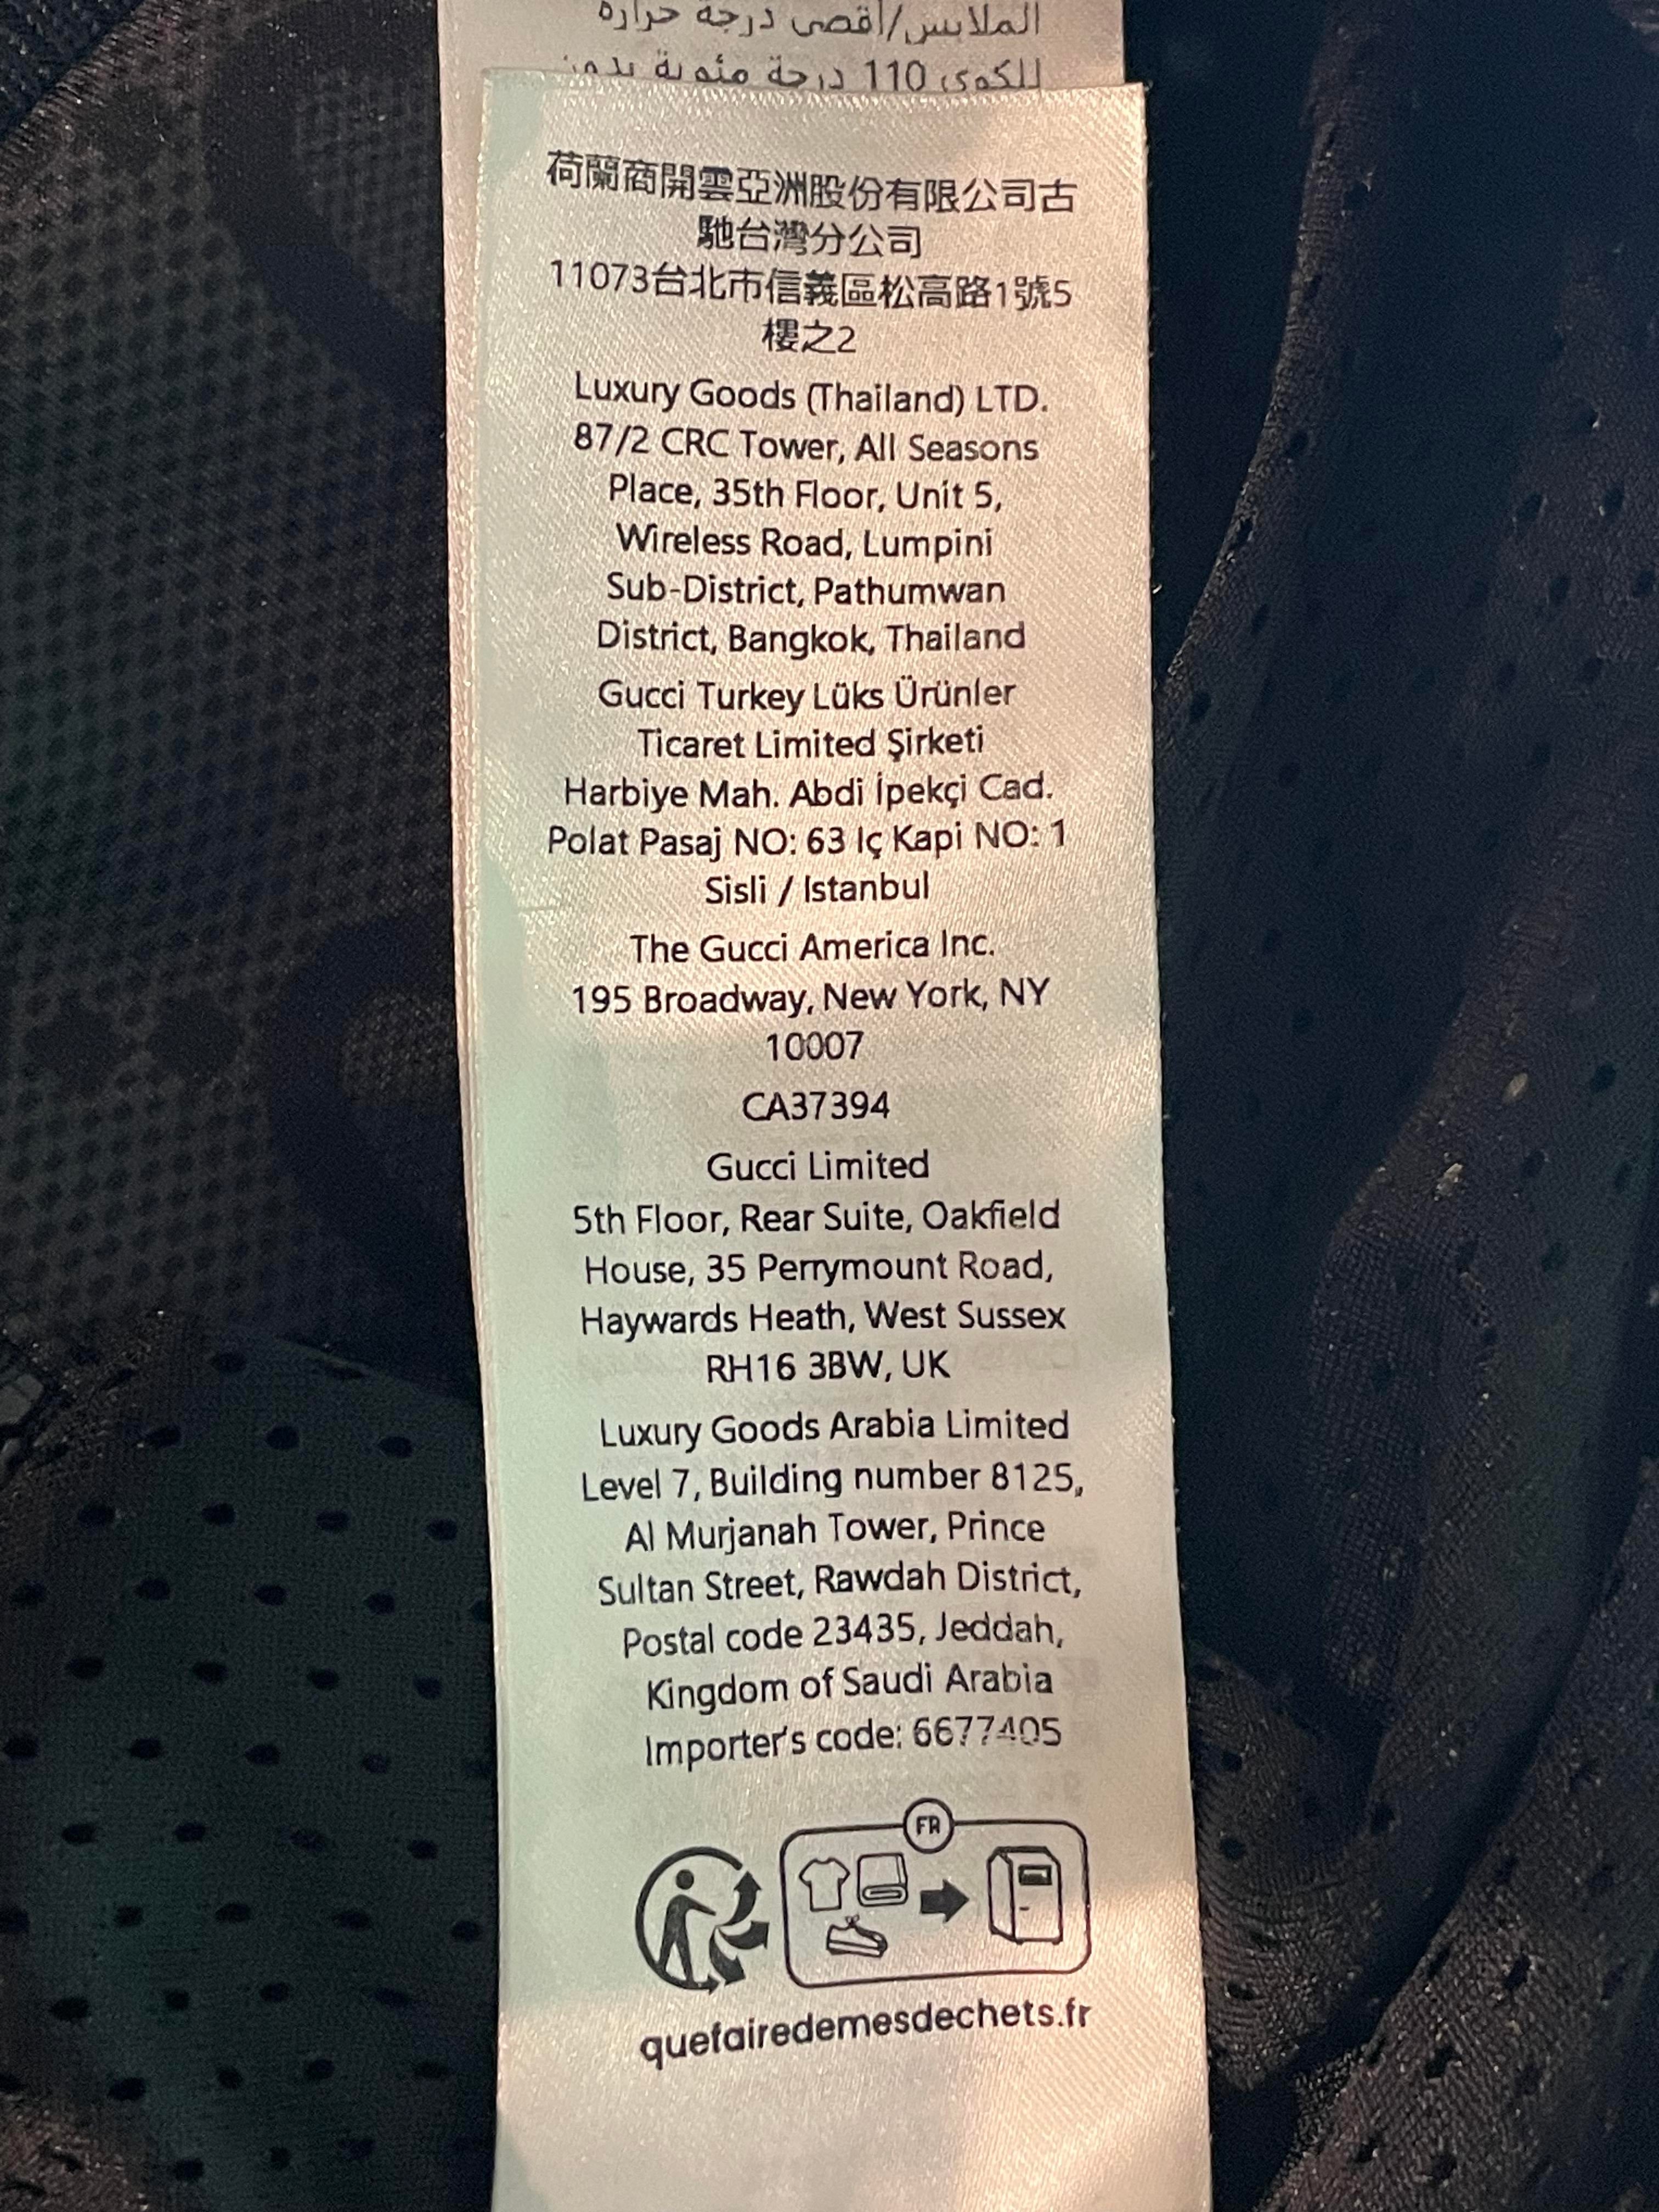 الملابس/أقصى درجة حرارة
للكوي 110 درجة مئوية بدون
荷蘭商開雲亞洲股份有限公司古
馳台灣分公司
11073台北市信義區松高路1號5
樓之2
Luxury Goods (Thailand) LTD.
87/2 CRC Tower, All Seasons
Place, 35th Floor, Unit 5,
Wireless Road, Lumpini
Sub-District, Pathumwan
District, Bangkok, Thailand
Gucci Turkey Lüks Ürünler
Ticaret Limited Şirketi
Harbiye Mah. Abdi İpekçi Cad.
Polat Pasaj NO: 63 Iç Kapi NO: 1
Sisli / Istanbul
The Gucci America Inc.
195 Broadway, New York, NY
10007
CA37394
Gucci Limited
5th Floor, Rear Suite, Oakfield
House, 35 Perrymount Road,
Haywards Heath, West Sussex
RH16 3BW, UK
Luxury Goods Arabia Limited
Level 7, Building number 8125,
Al Murjanah Tower, Prince
Sultan Street, Rawdah District,
Postal code 23435, Jeddah,
Kingdom of Saudi Arabia
Importer's code: 6677405
FR
quefairedemesdechets.fr